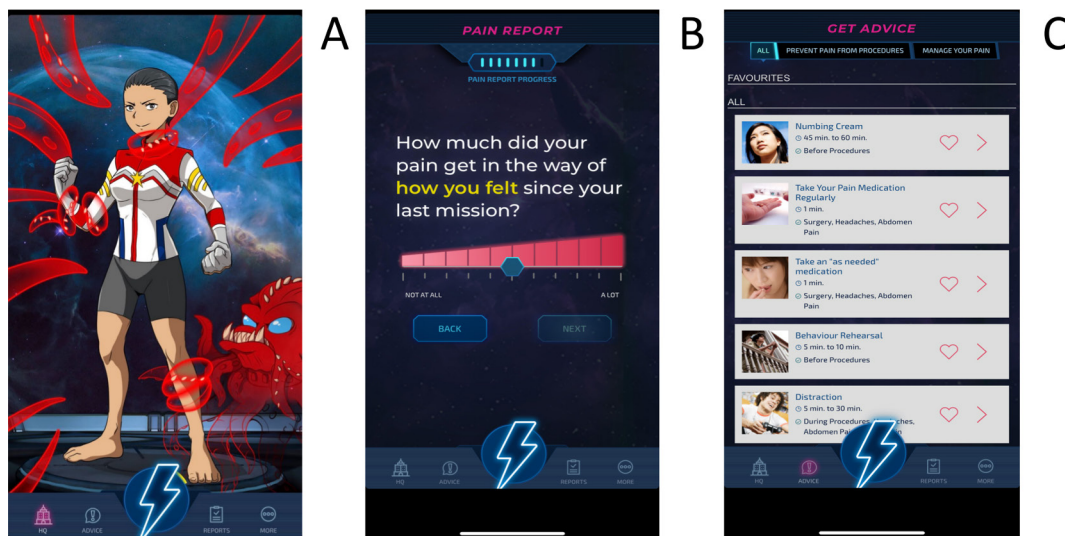 A
HQ
ADVICE
REPORTS
MORE
PAIN REPORT
PAIN REPORT PROGRESS
How much did your
pain get in the way of
how you felt since your
last mission?
NOT AT ALL
A LOT
BACK
NEXT
HQ
ADVICE
REPORTS
MORE
B
GET ADVICE
ALL
PREVENT PAIN FROM PROCEDURES
MANAGE YOUR PAIN
FAVOURITES
ALL
Numbing Cream
45 min. to 60 min.
Before Procedures
Take Your Pain Medication
Regularly
1 min.
Surgery, Headaches, Abdomen
Pain
Take an "as needed"
medication
1 min.
Surgery, Headaches, Abdomen
Pain
Behaviour Rehearsal
5 min. to 10 min.
Before Procedures
Distraction
5 min. to 30 min.
During Procedures,
Abdomen
HQ
ADVICE
REPORTS
MORE
C